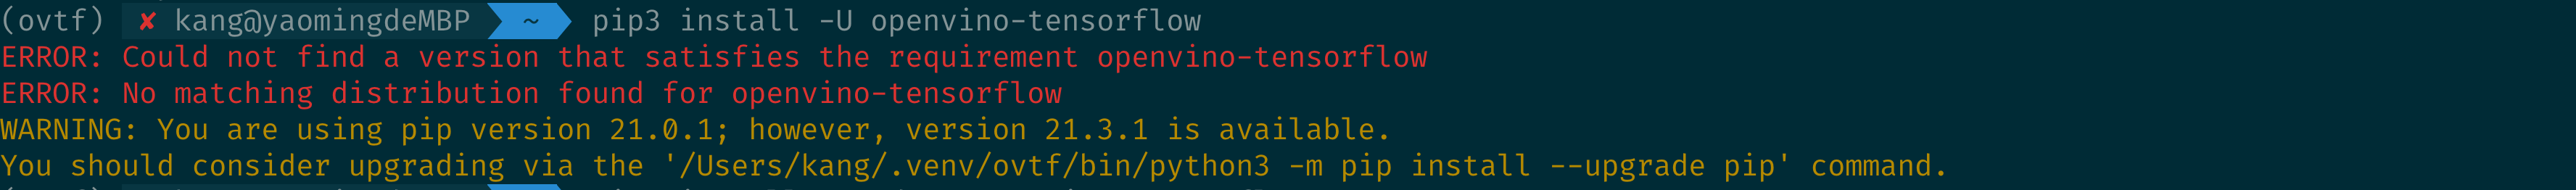 (ovtf) ✘ kang@yaomingdeMBP ~ pip3 install -U openvino-tensorflow
ERROR: Could not find a version that satisfies the requirement openvino-tensorflow
ERROR: No matching distribution found for openvino-tensorflow
WARNING: You are using pip version 21.0.1; however, version 21.3.1 is available.
You should consider upgrading via the '/Users/kang/.venv/ovtf/bin/python3 -m pip install --upgrade pip' command.